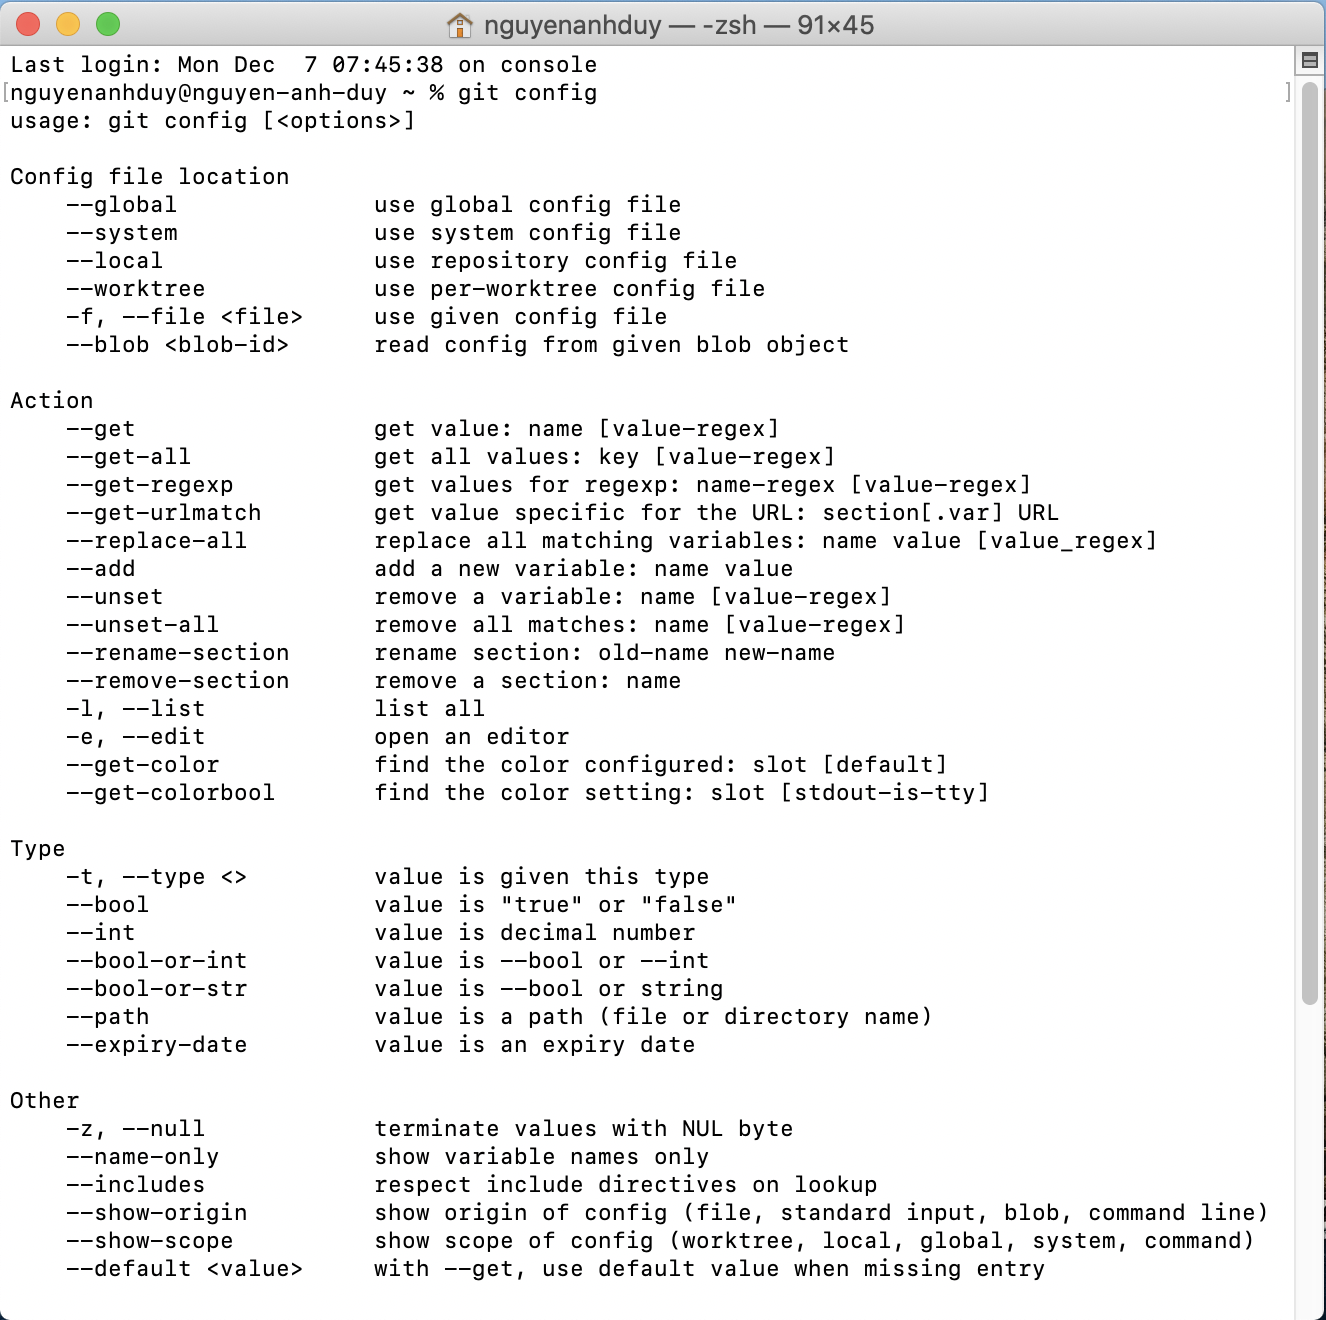 nguyenanhduy — -zsh — 91×45
Last login: Mon Dec  7 07:45:38 on console
[nguyenanhduy@nguyen-anh-duy ~ % git config ]
usage: git config [<options>]

Config file location
    --global              use global config file
    --system              use system config file
    --local               use repository config file
    --worktree            use per-worktree config file
    -f, --file <file>     use given config file
    --blob <blob-id>      read config from given blob object

Action
    --get                 get value: name [value-regex]
    --get-all             get all values: key [value-regex]
    --get-regexp          get values for regexp: name-regex [value-regex]
    --get-urlmatch        get value specific for the URL: section[.var] URL
    --replace-all         replace all matching variables: name value [value_regex]
    --add                 add a new variable: name value
    --unset               remove a variable: name [value-regex]
    --unset-all           remove all matches: name [value-regex]
    --rename-section      rename section: old-name new-name
    --remove-section      remove a section: name
    -l, --list            list all
    -e, --edit            open an editor
    --get-color           find the color configured: slot [default]
    --get-colorbool       find the color setting: slot [stdout-is-tty]

Type
    -t, --type <>         value is given this type
    --bool                value is "true" or "false"
    --int                 value is decimal number
    --bool-or-int         value is --bool or --int
    --bool-or-str         value is --bool or string
    --path                value is a path (file or directory name)
    --expiry-date         value is an expiry date

Other
    -z, --null            terminate values with NUL byte
    --name-only           show variable names only
    --includes            respect include directives on lookup
    --show-origin         show origin of config (file, standard input, blob, command line)
    --show-scope          show scope of config (worktree, local, global, system, command)
    --default <value>     with --get, use default value when missing entry